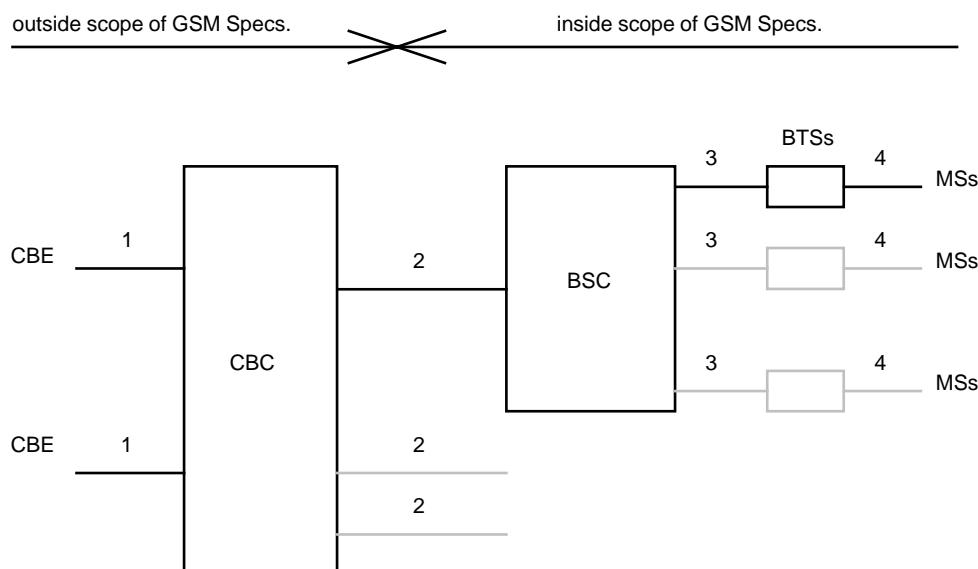 outside scope of GSM Specs.
inside scope of GSM Specs.
BTSs
3
4
MSs
1
3
4
CBE
2
MSs
BSC
CBC
3
4
MSs
CBE
1
2
2